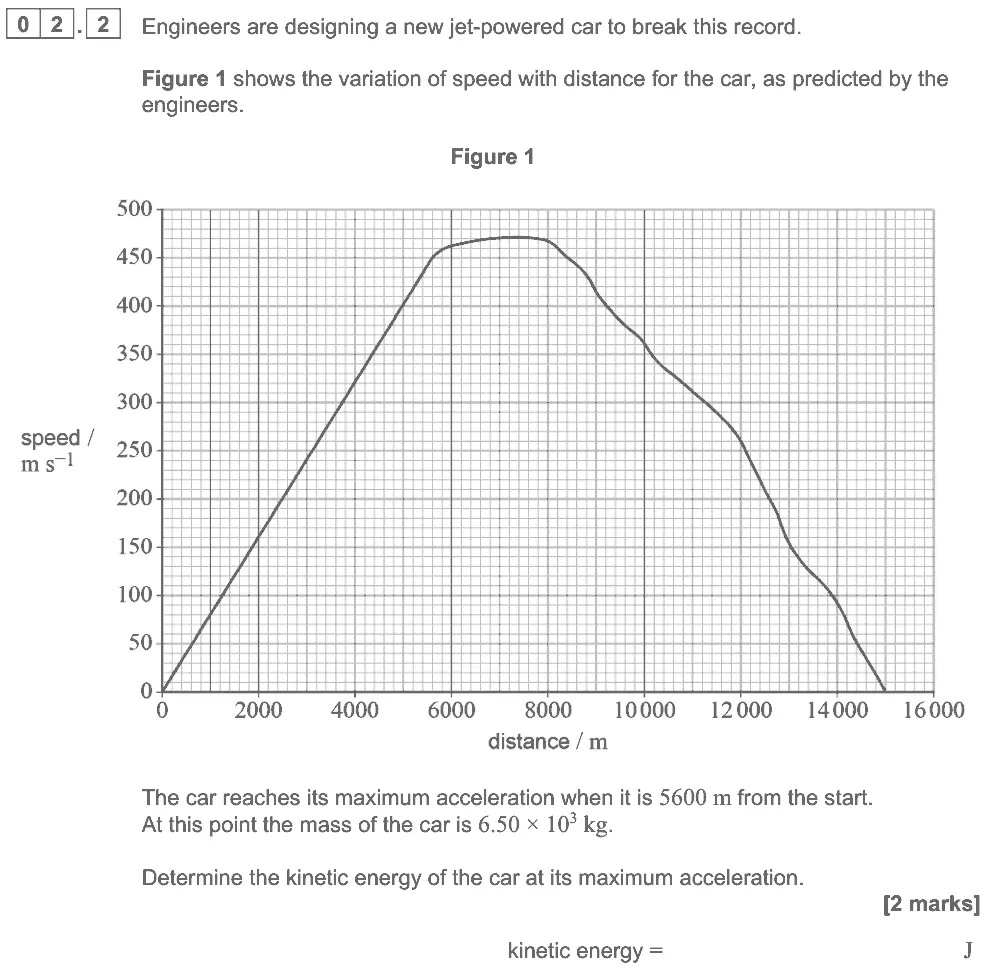 0 2 . 2 Engineers are designing a new jet-powered car to break this record.
Figure 1 shows the variation of speed with distance for the car, as predicted by the
engineers.
Figure 1
500
450
400
350
300
speed /
m s⁻¹
250
200
150
100
50
0
0 2000 4000 6000 8000 10000 12000 14000 16000
distance / m
The car reaches its maximum acceleration when it is 5600 m from the start.
At this point the mass of the car is 6.50 × 10³ kg.
Determine the kinetic energy of the car at its maximum acceleration.
[2 marks]
kinetic energy = J